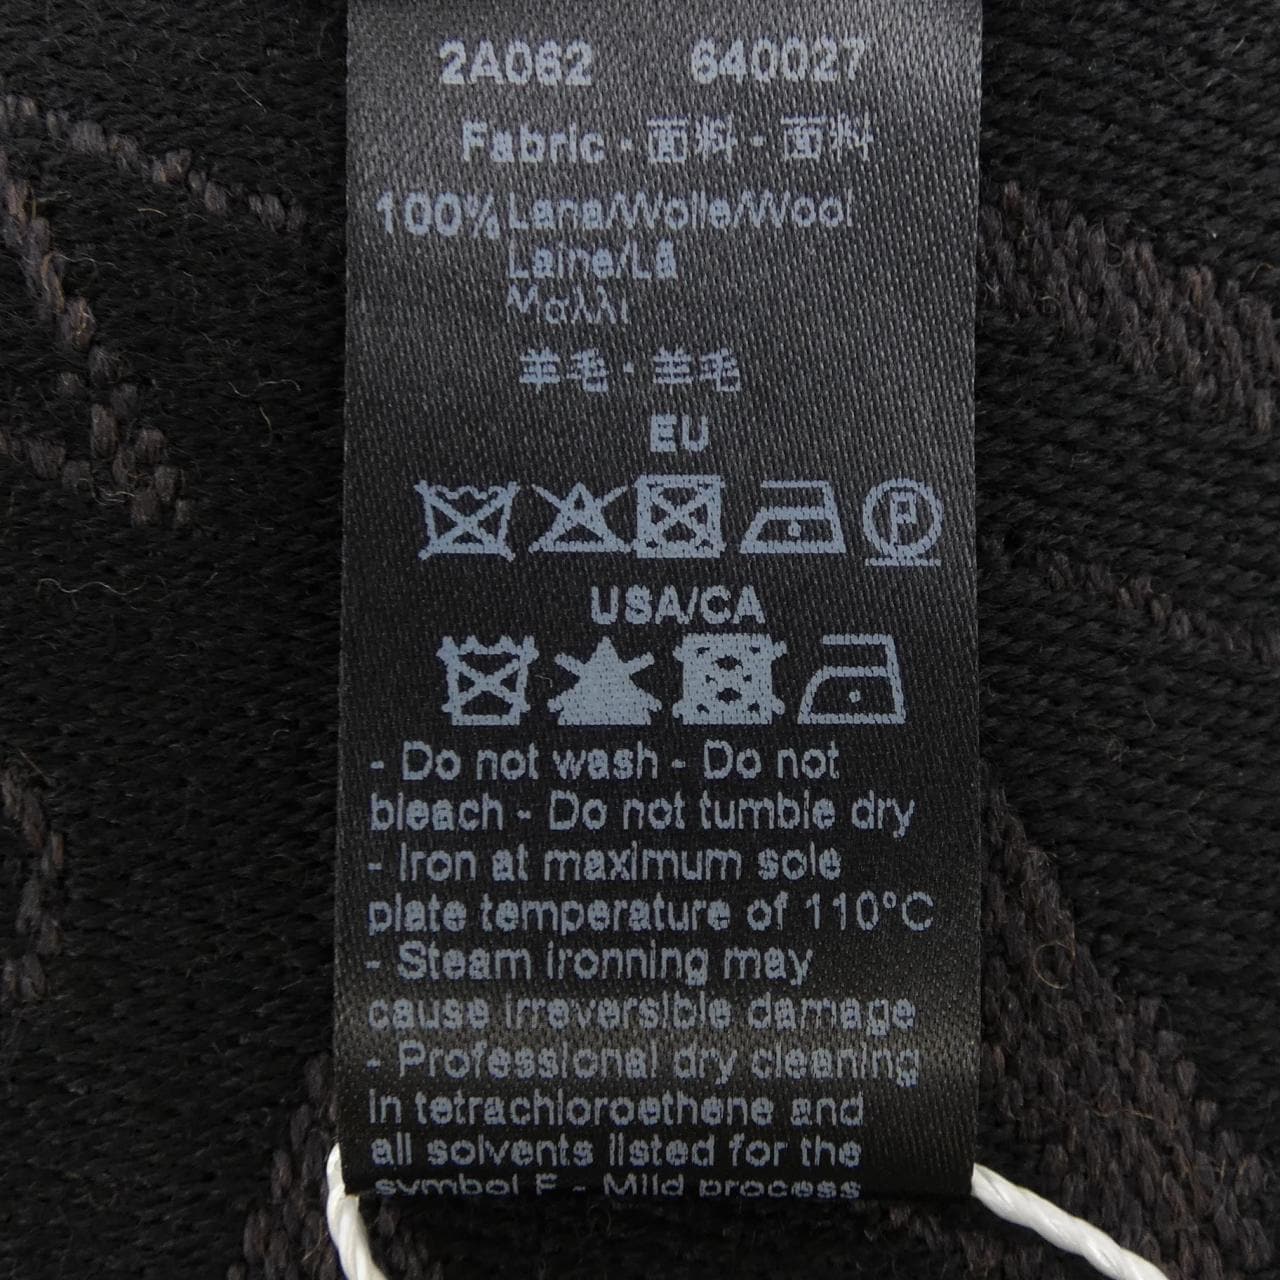 2A062 640027
Fabric - 面料 - 面料
100% Lana/Wolle/Wool
Laine/Lã
Μαλλι
羊毛 · 羊毛
EU
P
USA/CA
- Do not wash - Do not
bleach - Do not tumble dry
- Iron at maximum sole
plate temperature of 110°C
- Steam ironning may
cause irreversible damage
- Professional dry cleaning
in tetrachloroethene and
all solvents listed for the
symbol F - Mild process